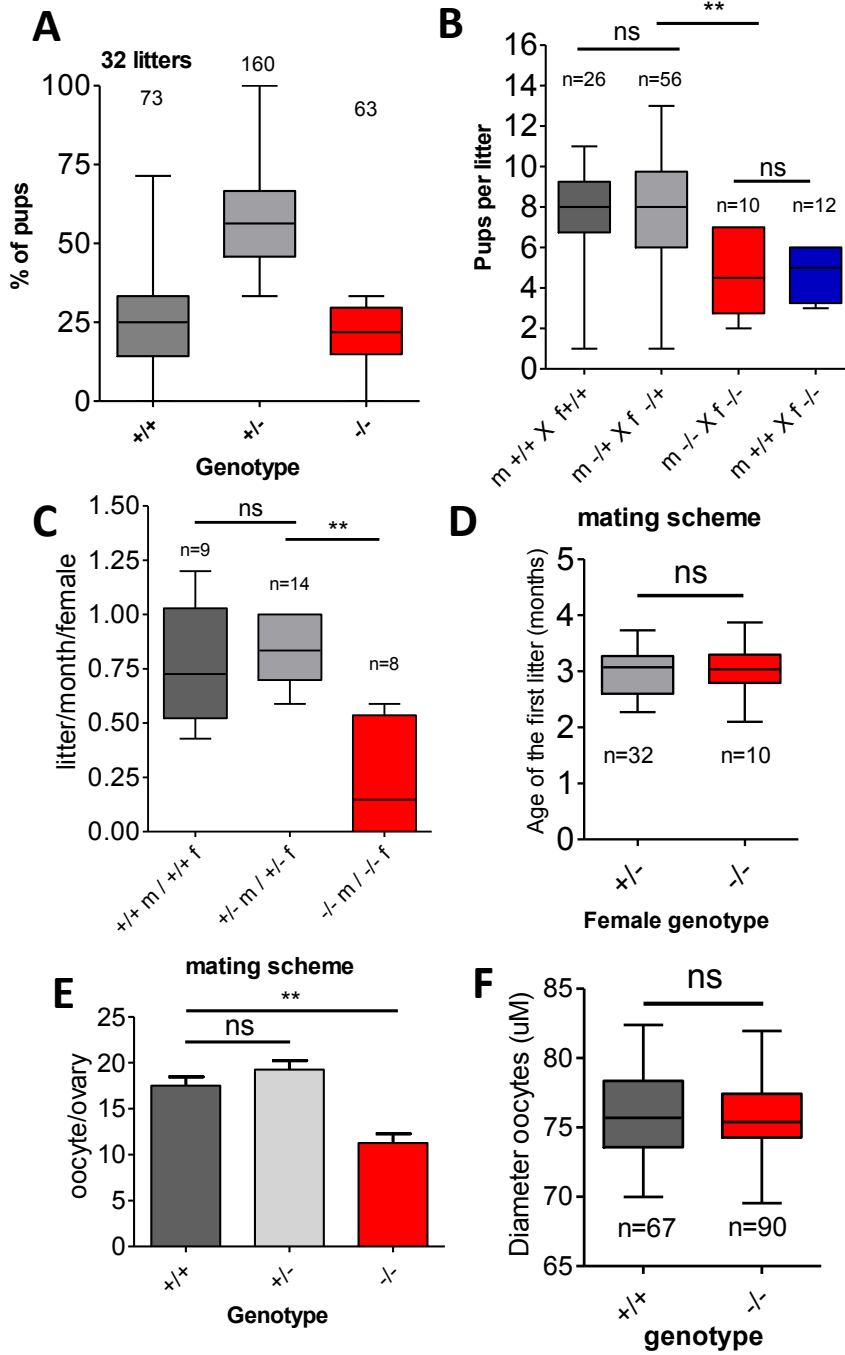 A
32 litters
160
73
63
100
75
50
25
0
% of pups
+/+
+/-
-/-
Genotype
B
**
ns
n=26
n=56
ns
n=10
n=12
16
14
12
10
8
6
4
2
0
Pups per litter
m +/+ X f+/+
m -/+ X f -/+
m -/- X f -/-
m +/+ X f -/-
mating scheme
C
ns
**
n=9
n=14
n=8
1.50
1.25
1.00
0.75
0.50
0.25
0.00
litter/month/female
+/+ m / +/+ f
+/- m / +/- f
-/- m / -/- f
mating scheme
D
ns
5
4
3
2
1
0
Age of the first litter (months)
n=32
n=10
+/-
-/-
Female genotype
E
**
ns
25
20
15
10
5
0
oocyte/ovary
+/+
+/-
-/-
Genotype
F
ns
85
80
75
70
65
Diameter oocytes (uM)
n=67
n=90
+/+
-/-
genotype